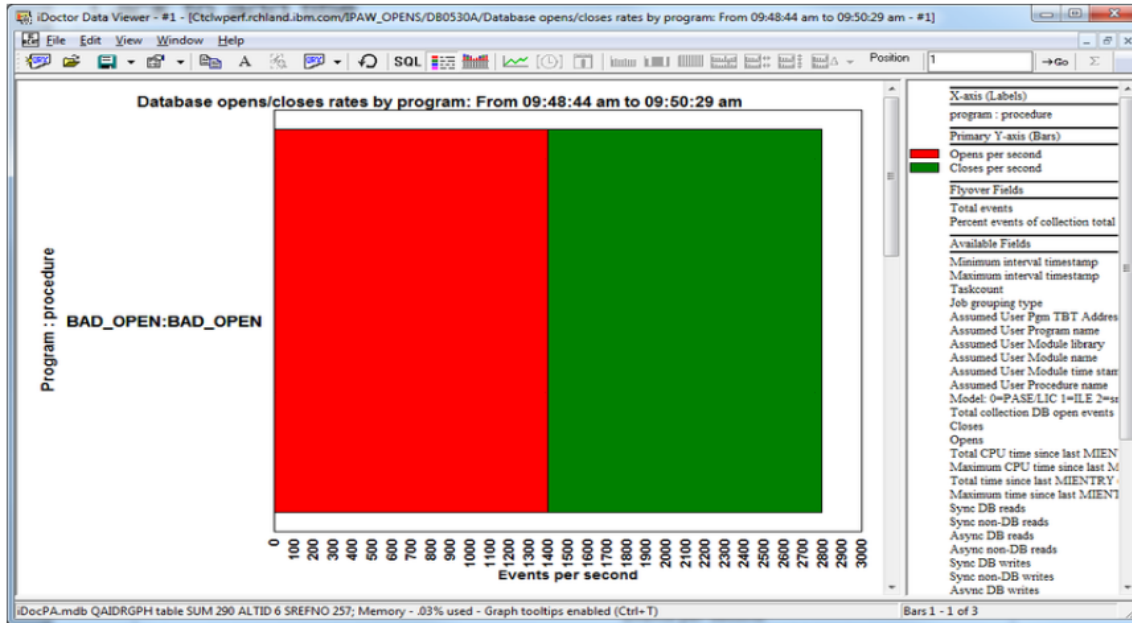 iDoctor Data Viewer - #1 - [Ctclwperf.rchland.ibm.com/IPAW_OPENS/DB0530A/Database opens/closes rates by program: From 09:48:44 am to 09:50:29 am - #1]
File Edit View Window Help
SQL Position 1 Go Σ
Database opens/closes rates by program: From 09:48:44 am to 09:50:29 am
Program : procedure
BAD_OPEN:BAD_OPEN
0 100 200 300 400 500 600 700 800 900 1000 1100 1200 1300 1400 1500 1600 1700 1800 1900 2000 2100 2200 2300 2400 2500 2600 2700 2800 2900 3000
Events per second
X-axis (Labels)
program : procedure
Primary Y-axis (Bars)
Opens per second
Closes per second
Flyover Fields
Total events
Percent events of collection total
Available Fields
Minimum interval timestamp
Maximum interval timestamp
Taskcount
Job grouping type
Assumed User Pgm TBT Addres
Assumed User Program name
Assumed User Module library
Assumed User Module name
Assumed User Module time stam
Assumed User Procedure name
Model: 0=PASE/LIC 1=ILE 2=
Total collection DB open events
Closes
Opens
Total CPU time since last MIEN
Maximum CPU time since last M
Total time since last MIENTRY
Maximum time since last MIENT
Sync DB reads
Sync non-DB reads
Async DB reads
Async non-DB reads
Sync DB writes
Sync non-DB writes
Async DB writes
iDocPA.mdb QAIDRGPH table SUM 290 ALTID 6 SREFNO 257; Memory - .03% used - Graph tooltips enabled (Ctrl+T)
Bars 1 - 1 of 3